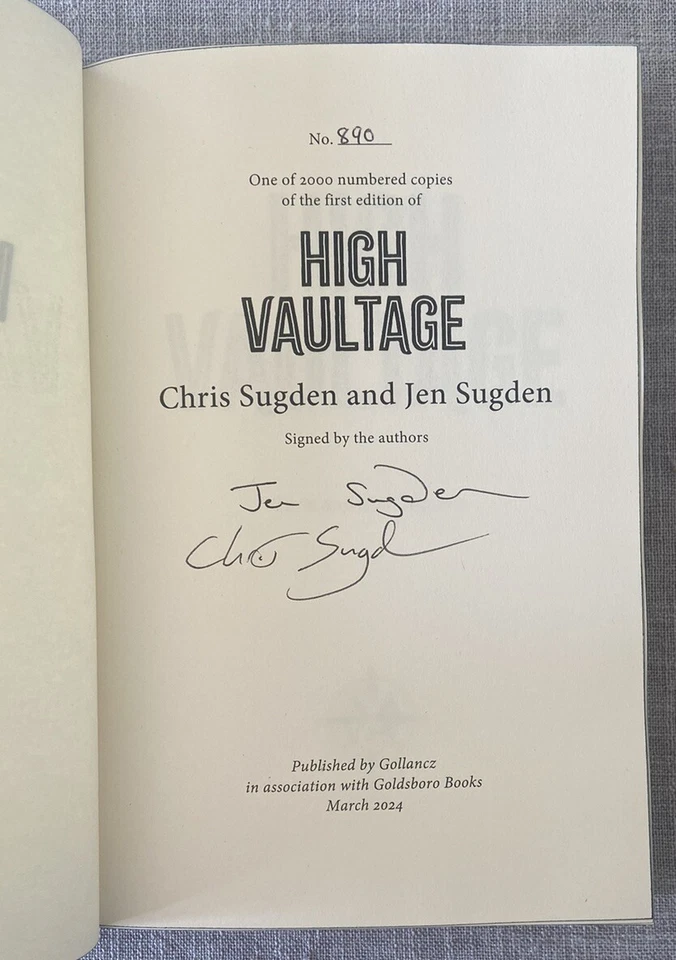 No. 890
One of 2000 numbered copies
of the first edition of
HIGH
VAULTAGE
Chris Sugden and Jen Sugden
Signed by the authors
Jen Sugden
Chris Sugd
Published by Gollancz
in association with Goldsboro Books
March 2024